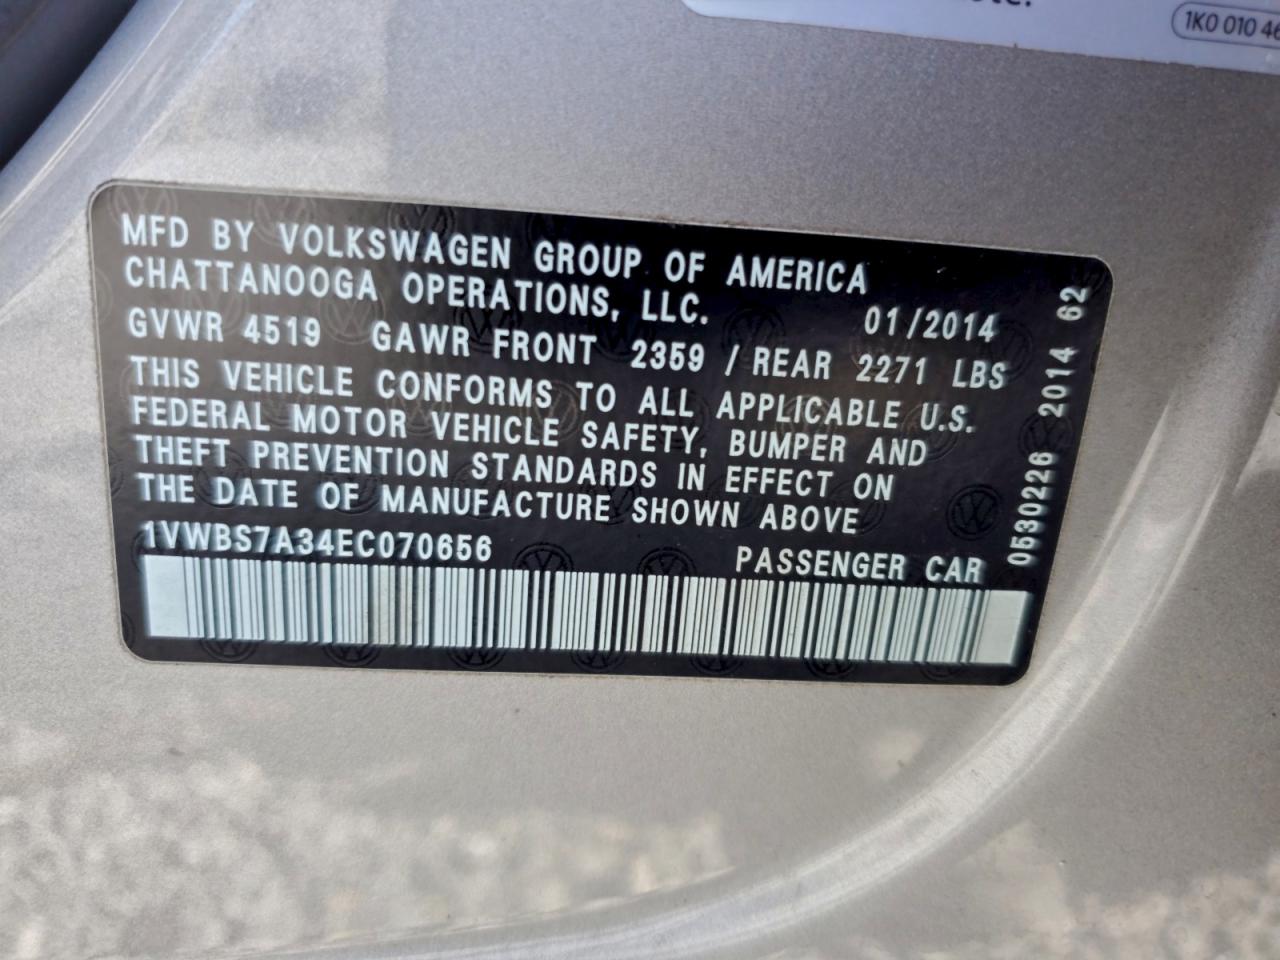 1K0 010 46
MFD BY VOLKSWAGEN GROUP OF AMERICA
CHATTANOOGA OPERATIONS, LLC. 01/2014
GVWR 4519 GAWR FRONT 2359 / REAR 2271 LBS
THIS VEHICLE CONFORMS TO ALL APPLICABLE U.S.
FEDERAL MOTOR VEHICLE SAFETY, BUMPER AND
THEFT PREVENTION STANDARDS IN EFFECT ON
THE DATE OF MANUFACTURE SHOWN ABOVE
1VWBS7A34EC070656 PASSENGER CAR
0530226 2014 62